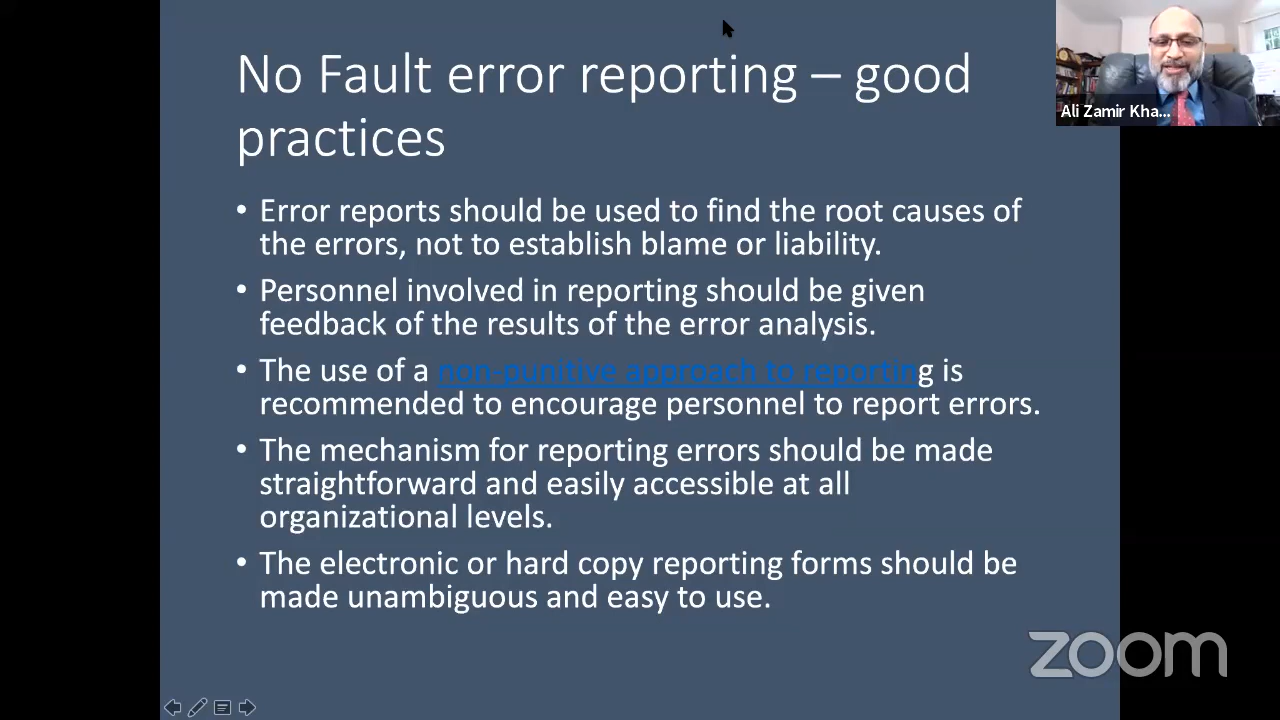 No Fault error reporting – good
practices
Ali Zamir Kha...
• Error reports should be used to find the root causes of
the errors, not to establish blame or liability.
• Personnel involved in reporting should be given
feedback of the results of the error analysis.
• The use of a non-punitive approach to reporting is
recommended to encourage personnel to report errors.
• The mechanism for reporting errors should be made
straightforward and easily accessible at all
organizational levels.
• The electronic or hard copy reporting forms should be
made unambiguous and easy to use.
zoom